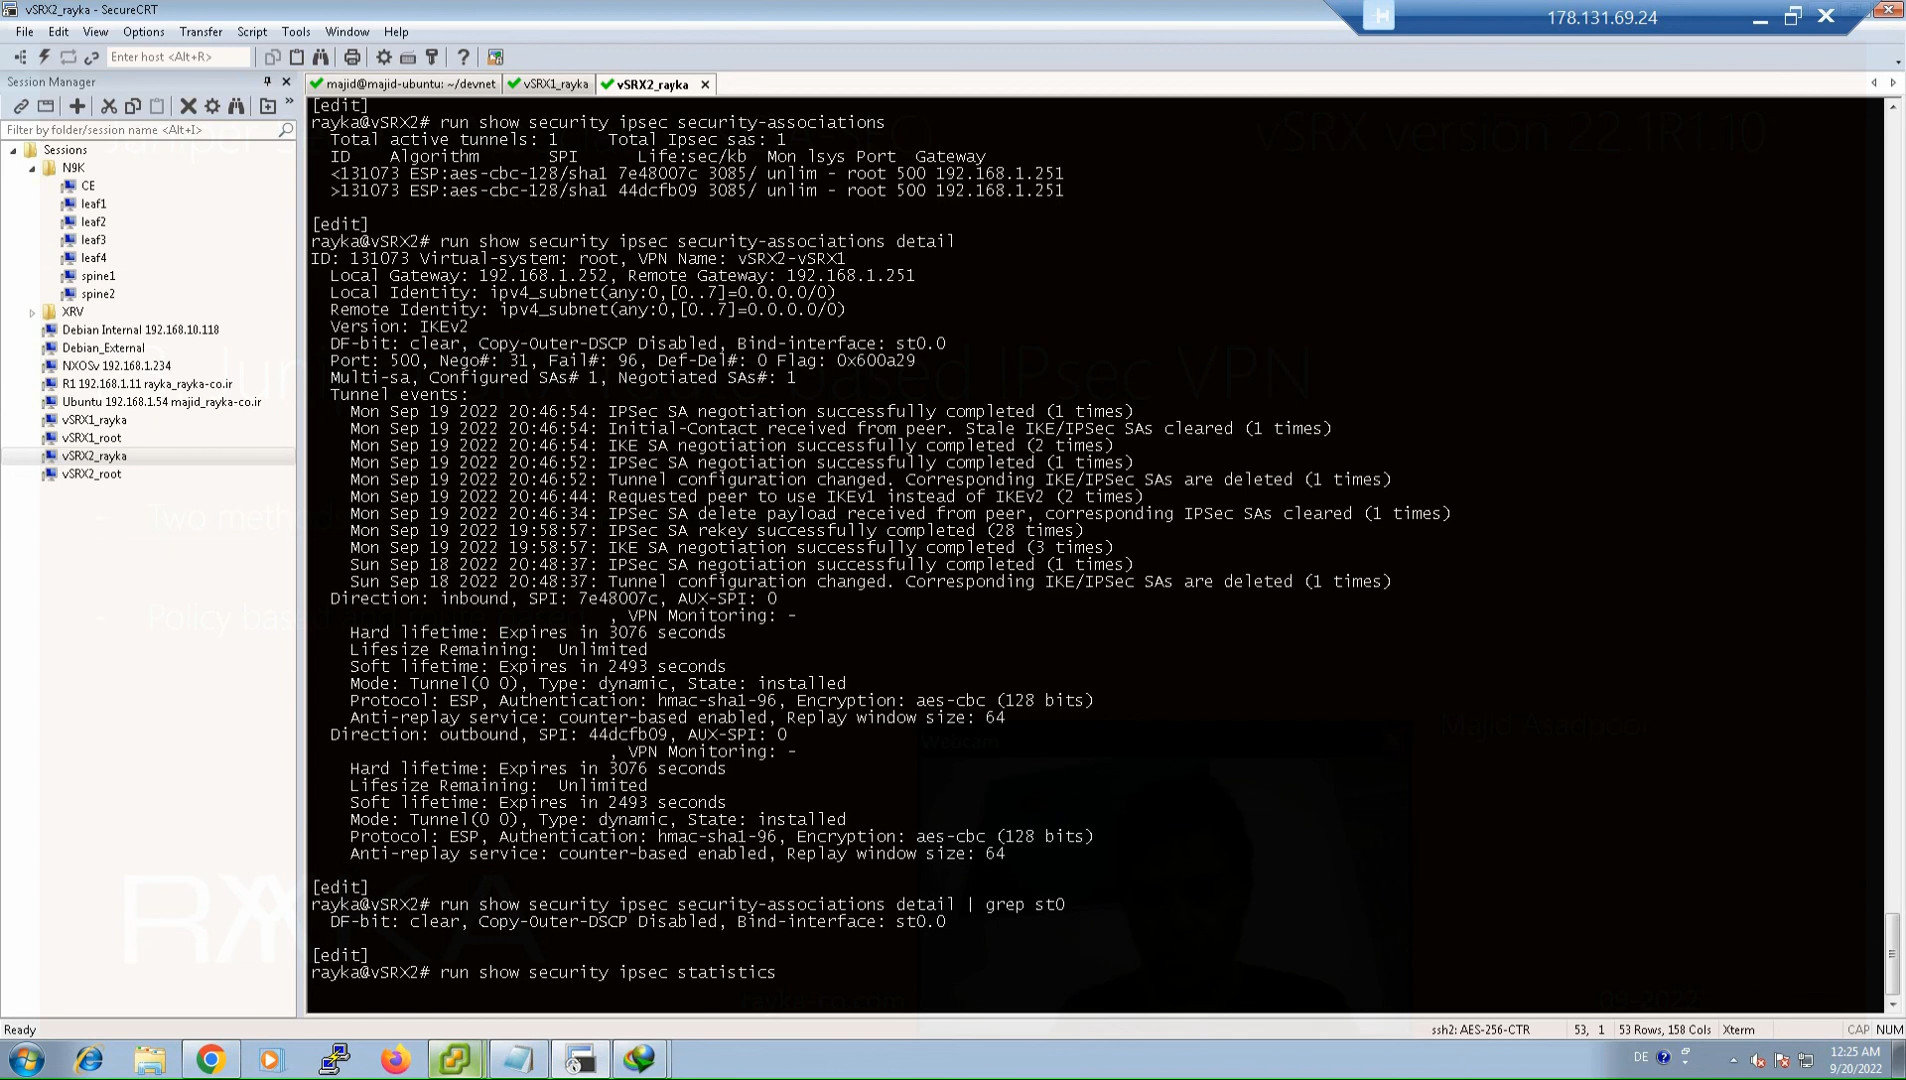 vSRX2_rayka - SecureCRT
178.131.69.24
File Edit View Options Transfer Script Tools Window Help
Enter host <Alt+R>
Session Manager
majid@majid-ubuntu: ~/devnet
vSRX1_rayka
vSRX2_rayka
Filter by folder/session name <Alt+I>
Sessions
N9K
CE
leaf1
leaf2
leaf3
leaf4
spine1
spine2
XRV
Debian Internal 192.168.10.118
Debian_External
NXOSv 192.168.1.234
R1 192.168.1.11 rayka_rayka-co.ir
Ubuntu 192.168.1.54 majid_rayka-co.ir
vSRX1_rayka
vSRX1_root
vSRX2_rayka
vSRX2_root
[edit]
rayka@vSRX2# run show security ipsec security-associations
Total active tunnels: 1 Total Ipsec sas: 1
ID Algorithm SPI Life:sec/kb Mon lsys Port Gateway
<131073 ESP:aes-cbc-128/sha1 7e48007c 3085/ unlim - root 500 192.168.1.251
>131073 ESP:aes-cbc-128/sha1 44dcfb09 3085/ unlim - root 500 192.168.1.251
[edit]
rayka@vSRX2# run show security ipsec security-associations detail
ID: 131073 Virtual-system: root, VPN Name: vSRX2-vSRX1
Local Gateway: 192.168.1.252, Remote Gateway: 192.168.1.251
Local Identity: ipv4_subnet(any:0,[0..7]=0.0.0.0/0)
Remote Identity: ipv4_subnet(any:0,[0..7]=0.0.0.0/0)
Version: IKEv2
DF-bit: clear, Copy-Outer-DSCP Disabled, Bind-interface: st0.0
Port: 500, Nego#: 31, Fail#: 96, Def-Del#: 0 Flag: 0x600a29
Multi-sa, Configured SAs# 1, Negotiated SAs#: 1
Tunnel events:
Mon Sep 19 2022 20:46:54: IPSec SA negotiation successfully completed (1 times)
Mon Sep 19 2022 20:46:54: Initial-Contact received from peer. Stale IKE/IPSec SAs cleared (1 times)
Mon Sep 19 2022 20:46:54: IKE SA negotiation successfully completed (2 times)
Mon Sep 19 2022 20:46:52: IPSec SA negotiation successfully completed (1 times)
Mon Sep 19 2022 20:46:52: Tunnel configuration changed. Corresponding IKE/IPSec SAs are deleted (1 times)
Mon Sep 19 2022 20:46:44: Requested peer to use IKEv1 instead of IKEv2 (2 times)
Mon Sep 19 2022 20:46:34: IPSec SA delete payload received from peer, corresponding IPSec SAs cleared (1 times)
Mon Sep 19 2022 19:58:57: IPSec SA rekey successfully completed (28 times)
Mon Sep 19 2022 19:58:57: IKE SA negotiation successfully completed (3 times)
Sun Sep 18 2022 20:48:37: IPSec SA negotiation successfully completed (1 times)
Sun Sep 18 2022 20:48:37: Tunnel configuration changed. Corresponding IKE/IPSec SAs are deleted (1 times)
Direction: inbound, SPI: 7e48007c, AUX-SPI: 0
, VPN Monitoring: -
Hard lifetime: Expires in 3076 seconds
Lifesize Remaining: Unlimited
Soft lifetime: Expires in 2493 seconds
Mode: Tunnel(0 0), Type: dynamic, State: installed
Protocol: ESP, Authentication: hmac-sha1-96, Encryption: aes-cbc (128 bits)
Anti-replay service: counter-based enabled, Replay window size: 64
Direction: outbound, SPI: 44dcfb09, AUX-SPI: 0
, VPN Monitoring: -
Hard lifetime: Expires in 3076 seconds
Lifesize Remaining: Unlimited
Soft lifetime: Expires in 2493 seconds
Mode: Tunnel(0 0), Type: dynamic, State: installed
Protocol: ESP, Authentication: hmac-sha1-96, Encryption: aes-cbc (128 bits)
Anti-replay service: counter-based enabled, Replay window size: 64
[edit]
rayka@vSRX2# run show security ipsec security-associations detail | grep st0
DF-bit: clear, Copy-Outer-DSCP Disabled, Bind-interface: st0.0
[edit]
rayka@vSRX2# run show security ipsec statistics
vSRX version 22.1R1.10
based IPsec VPN
Two methods
Policy based
Majid Asadpoor
Webcam
rayka-co.com
09-2022
Ready
ssh2: AES-256-CTR 53, 1 53 Rows, 158 Cols Xterm CAP NUM
DE
12:25 AM
9/20/2022